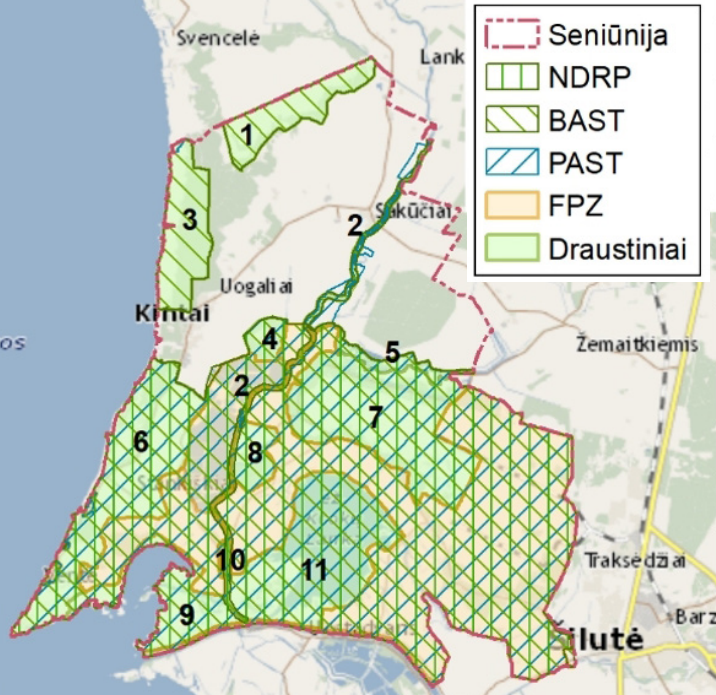 Svencelė
Lank
Seniūnija
NDRP
BAST
PAST
FPZ
Draustiniai
1
3
2
Sakūčiai
Uogaliai
Kintai
os
4
5
Žemaitkiemis
2
7
6
8
10
11
9
Traksėdžiai
Barz
Šilutė